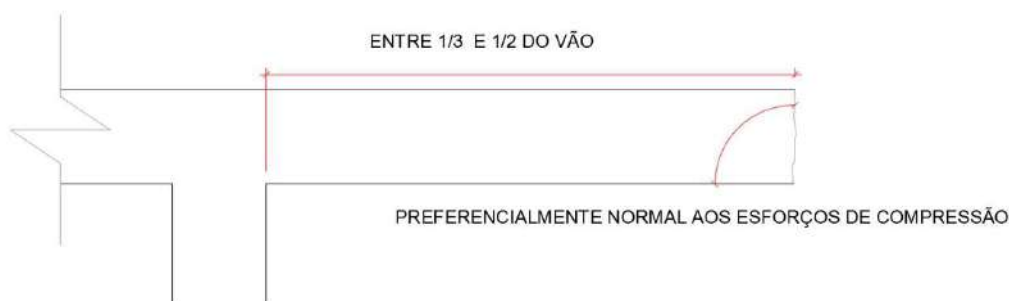 ENTRE 1/3 E 1/2 DO VÃO
PREFERENCIALMENTE NORMAL AOS ESFORÇOS DE COMPRESSÃO